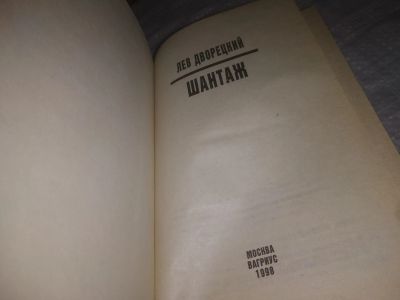 ЛЕВ ДВОРЕЦКИЙ
ШАНТАЖ
МОСКВА
ВАГРИУС
1998